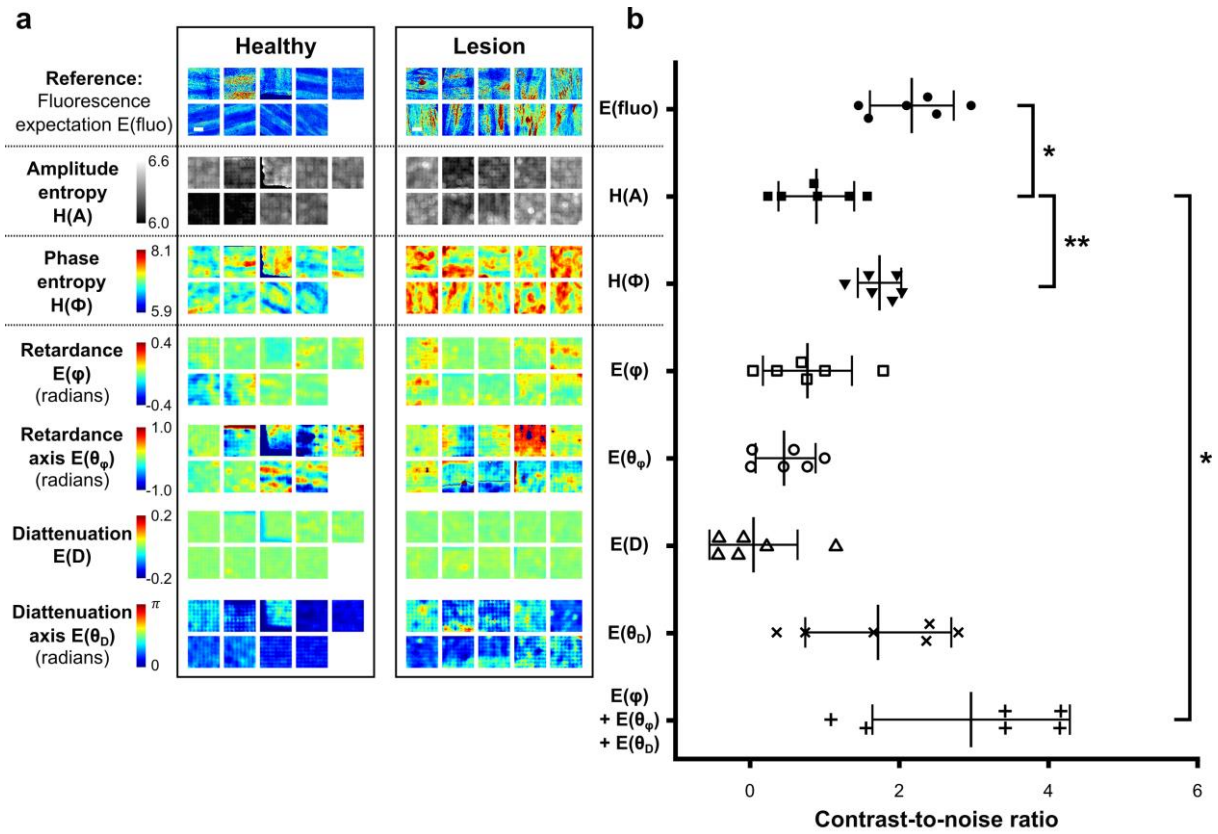 a
Healthy
Lesion
Reference:
Fluorescence
expectation E(fluo)
Amplitude
entropy
H(A)
6.6
6.0
Phase
entropy
H(Φ)
8.1
5.9
Retardance
E(φ)
(radians)
0.4
-0.4
Retardance
axis E(θφ)
(radians)
1.0
-1.0
Diattenuation
E(D)
0.2
-0.2
Diattenuation
axis E(θD)
(radians)
π
0
b
E(fluo)
H(A)
H(Φ)
E(φ)
E(θφ)
E(D)
E(θD)
E(φ)
+ E(θφ)
+ E(θD)
*
**
*
0 2 4 6
Contrast-to-noise ratio